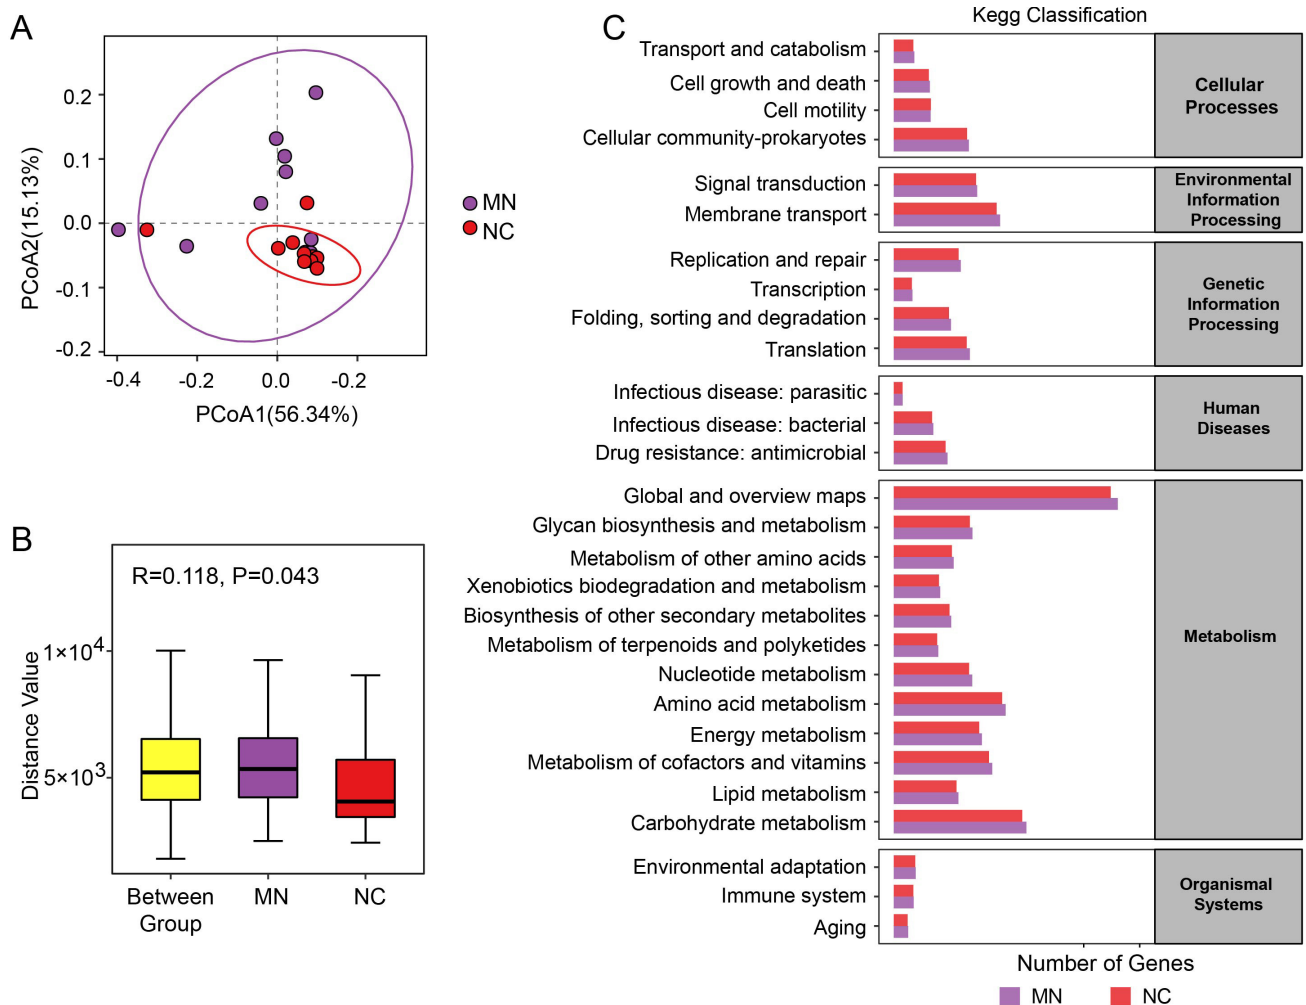 A
0.2
0.1
0.0
-0.1
-0.2
-0.4
-0.2
0.0
-0.2
PCoA2(15.13%)
PCoA1(56.34%)
MN
NC
B
R=0.118, P=0.043
1×10⁴
5×10³
Distance Value
Between
Group
MN
NC
C
Kegg Classification
Transport and catabolism
Cell growth and death
Cell motility
Cellular community-prokaryotes
Cellular
Processes
Signal transduction
Membrane transport
Environmental
Information
Processing
Replication and repair
Transcription
Folding, sorting and degradation
Translation
Genetic
Information
Processing
Infectious disease: parasitic
Infectious disease: bacterial
Drug resistance: antimicrobial
Human
Diseases
Global and overview maps
Glycan biosynthesis and metabolism
Metabolism of other amino acids
Xenobiotics biodegradation and metabolism
Biosynthesis of other secondary metabolites
Metabolism of terpenoids and polyketides
Nucleotide metabolism
Amino acid metabolism
Energy metabolism
Metabolism of cofactors and vitamins
Lipid metabolism
Carbohydrate metabolism
Metabolism
Environmental adaptation
Immune system
Aging
Organismal
Systems
Number of Genes
MN
NC